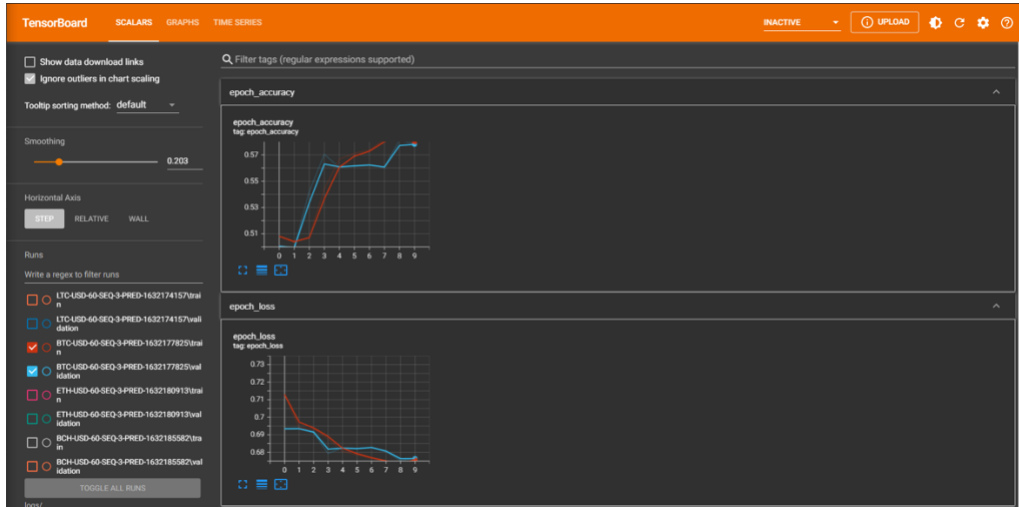 TensorBoard SCALARS GRAPHS TIME SERIES INACTIVE UPLOAD
Show data download links
Ignore outliers in chart scaling
Tooltip sorting method: default
Smoothing
0.203
Horizontal Axis
STEP RELATIVE WALL
Runs
Write a regex to filter runs
LTC-USD-60-SEQ-3-PRED-1632174157\trai
n
LTC-USD-60-SEQ-3-PRED-1632174157\vali
dation
BTC-USD-60-SEQ-3-PRED-1632177825\trai
n
BTC-USD-60-SEQ-3-PRED-1632177825\val
idation
ETH-USD-60-SEQ-3-PRED-1632180913\trai
n
ETH-USD-60-SEQ-3-PRED-1632180913\va
lidation
BCH-USD-60-SEQ-3-PRED-1632185582\tra
in
BCH-USD-60-SEQ-3-PRED-1632185582\val
idation
TOGGLE ALL RUNS
logs/
Filter tags (regular expressions supported)
epoch_accuracy
epoch_accuracy
tag: epoch_accuracy
0.57
0.55
0.53
0.51
0 1 2 3 4 5 6 7 8 9
epoch_loss
epoch_loss
tag: epoch_loss
0.73
0.72
0.71
0.7
0.69
0.68
0 1 2 3 4 5 6 7 8 9